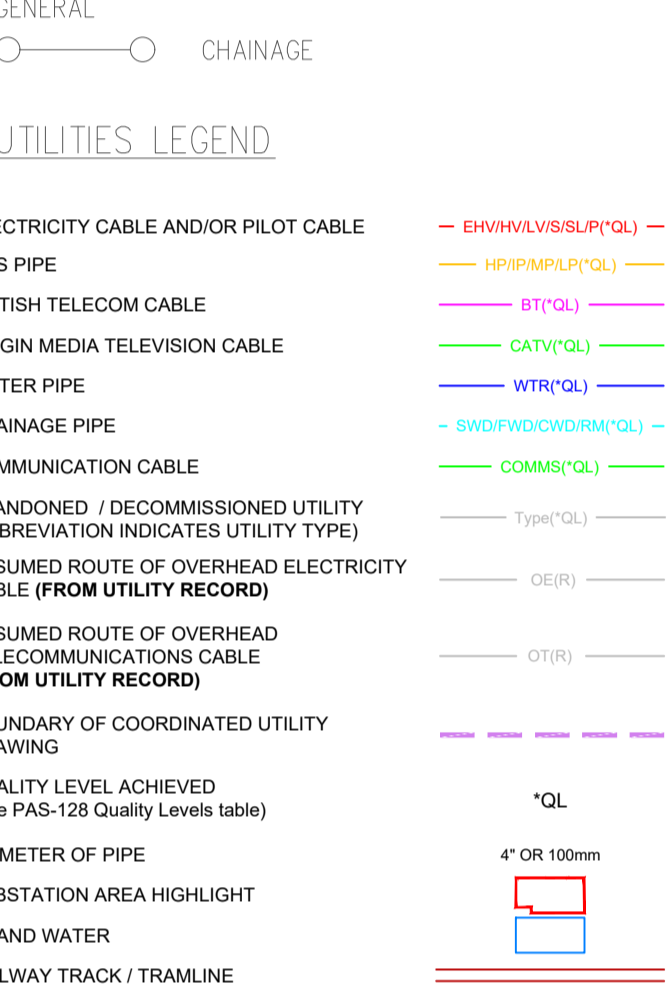 GENERAL
CHAINAGE
UTILITIES LEGEND
ECTRICITY CABLE AND/OR PILOT CABLE EHV/HV/LV/S/SL/P(*QL)
S PIPE HP/IP/MP/LP(*QL)
TISH TELECOM CABLE BT(*QL)
GIN MEDIA TELEVISION CABLE CATV(*QL)
TER PIPE WTR(*QL)
AINAGE PIPE SWD/FWD/CWD/RM(*QL)
MMUNICATION CABLE COMMS(*QL)
ANDONED / DECOMMISSIONED UTILITY
BREVIATION INDICATES UTILITY TYPE) Type(*QL)
SUMED ROUTE OF OVERHEAD ELECTRICITY
BLE (FROM UTILITY RECORD) OE(R)
SUMED ROUTE OF OVERHEAD
LECOMMUNICATIONS CABLE OT(R)
OM UTILITY RECORD)
UNDARY OF COORDINATED UTILITY
AWING
ALITY LEVEL ACHIEVED
e PAS-128 Quality Levels table) *QL
METER OF PIPE 4" OR 100mm
BSTATION AREA HIGHLIGHT
AND WATER
LWAY TRACK / TRAMLINE